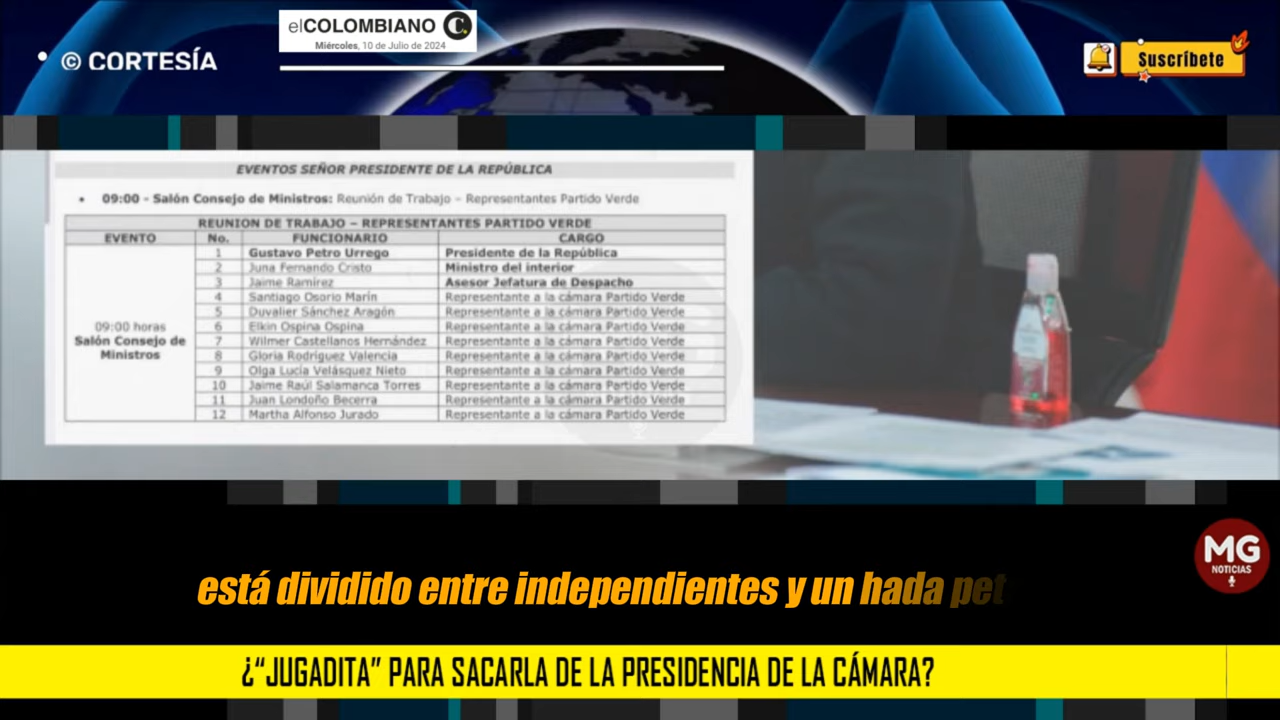 elCOLOMBIANO C.
Miércoles, 10 de Julio de 2024
© CORTESÍA
Suscríbete
EVENTOS SEÑOR PRESIDENTE DE LA REPÚBLICA
• 09:00 - Salón Consejo de Ministros: Reunión de Trabajo – Representantes Partido Verde
REUNION DE TRABAJO – REPRESENTANTES PARTIDO VERDE
EVENTO No. FUNCIONARIO CARGO
09:00 horas
Salón Consejo de
Ministros
1 Gustavo Petro Urrego Presidente de la República
2 Juna Fernando Cristo Ministro del interior
3 Jaime Ramírez Asesor Jefatura de Despacho
4 Santiago Osorio Marín Representante a la cámara Partido Verde
5 Duvalier Sánchez Aragón Representante a la cámara Partido Verde
6 Elkin Ospina Ospina Representante a la cámara Partido Verde
7 Wilmer Castellanos Hernández Representante a la cámara Partido Verde
8 Gloria Rodríguez Valencia Representante a la cámara Partido Verde
9 Olga Lucía Velásquez Nieto Representante a la cámara Partido Verde
10 Jaime Raúl Salamanca Torres Representante a la cámara Partido Verde
11 Juan Londoño Becerra Representante a la cámara Partido Verde
12 Martha Alfonso Jurado Representante a la cámara Partido Verde
está dividido entre independientes y un hada pet
MG
NOTICIAS
¿“JUGADITA” PARA SACARLA DE LA PRESIDENCIA DE LA CÁMARA?